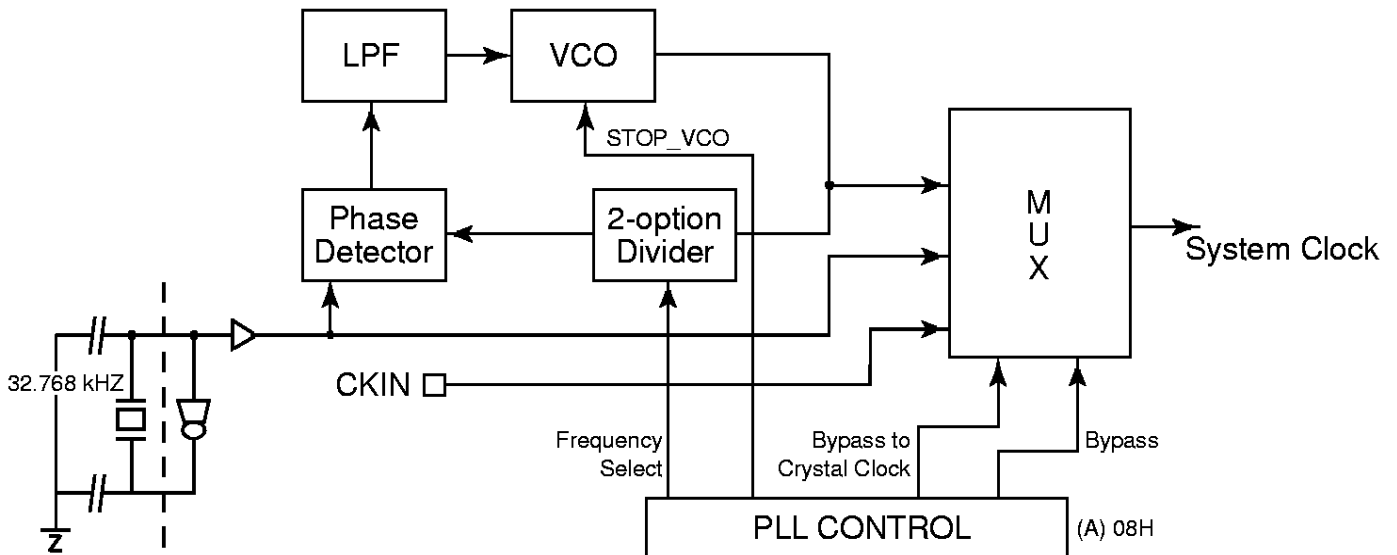 LPF
VCO
STOP_VCO
Phase
Detector
2-option
Divider
M
U
X
System Clock
32.768 kHZ
CKIN
Frequency
Select
Bypass to
Crystal Clock
Bypass
PLL CONTROL
(A) 08H
Z